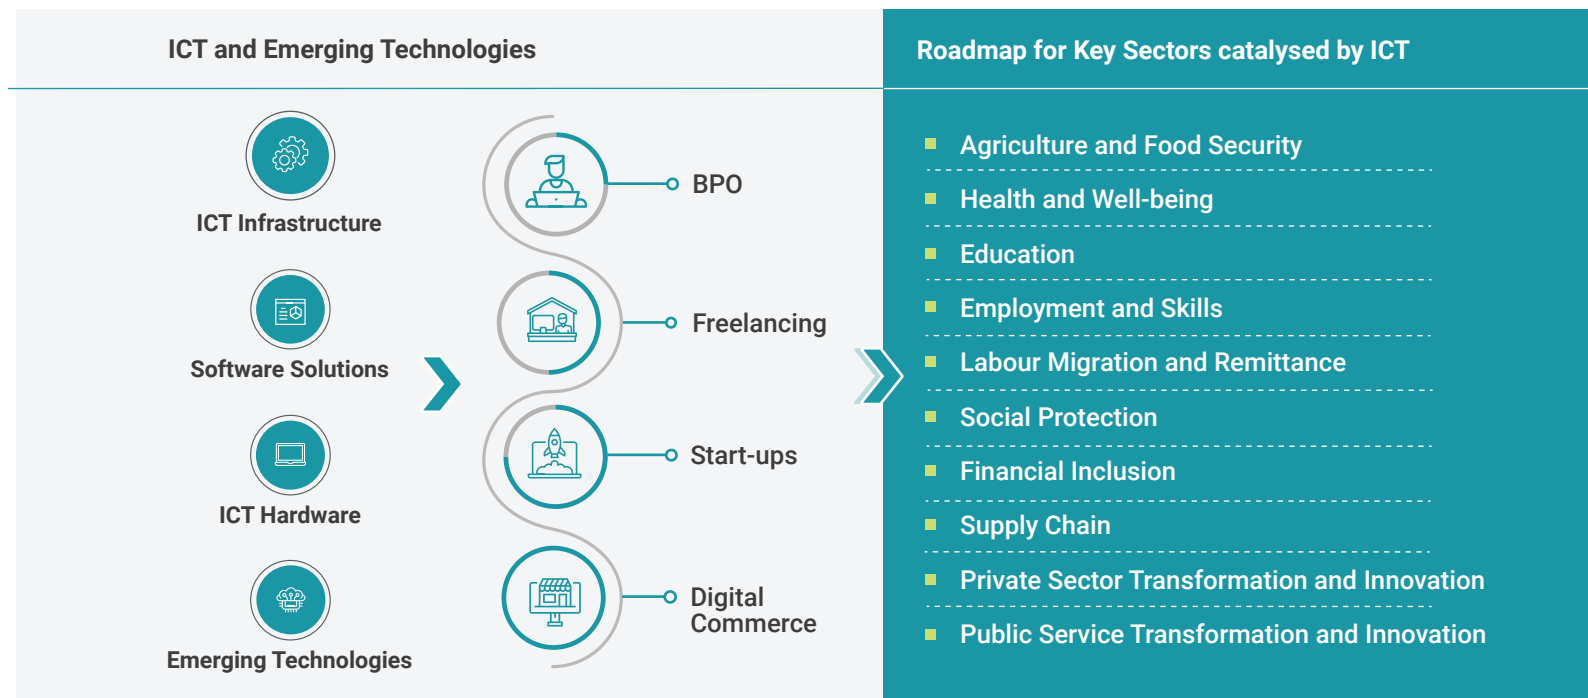 ICT and Emerging Technologies
ICT Infrastructure
Software Solutions
ICT Hardware
Emerging Technologies
BPO
Freelancing
Start-ups
Digital
Commerce
Roadmap for Key Sectors catalysed by ICT
Agriculture and Food Security
Health and Well-being
Education
Employment and Skills
Labour Migration and Remittance
Social Protection
Financial Inclusion
Supply Chain
Private Sector Transformation and Innovation
Public Service Transformation and Innovation